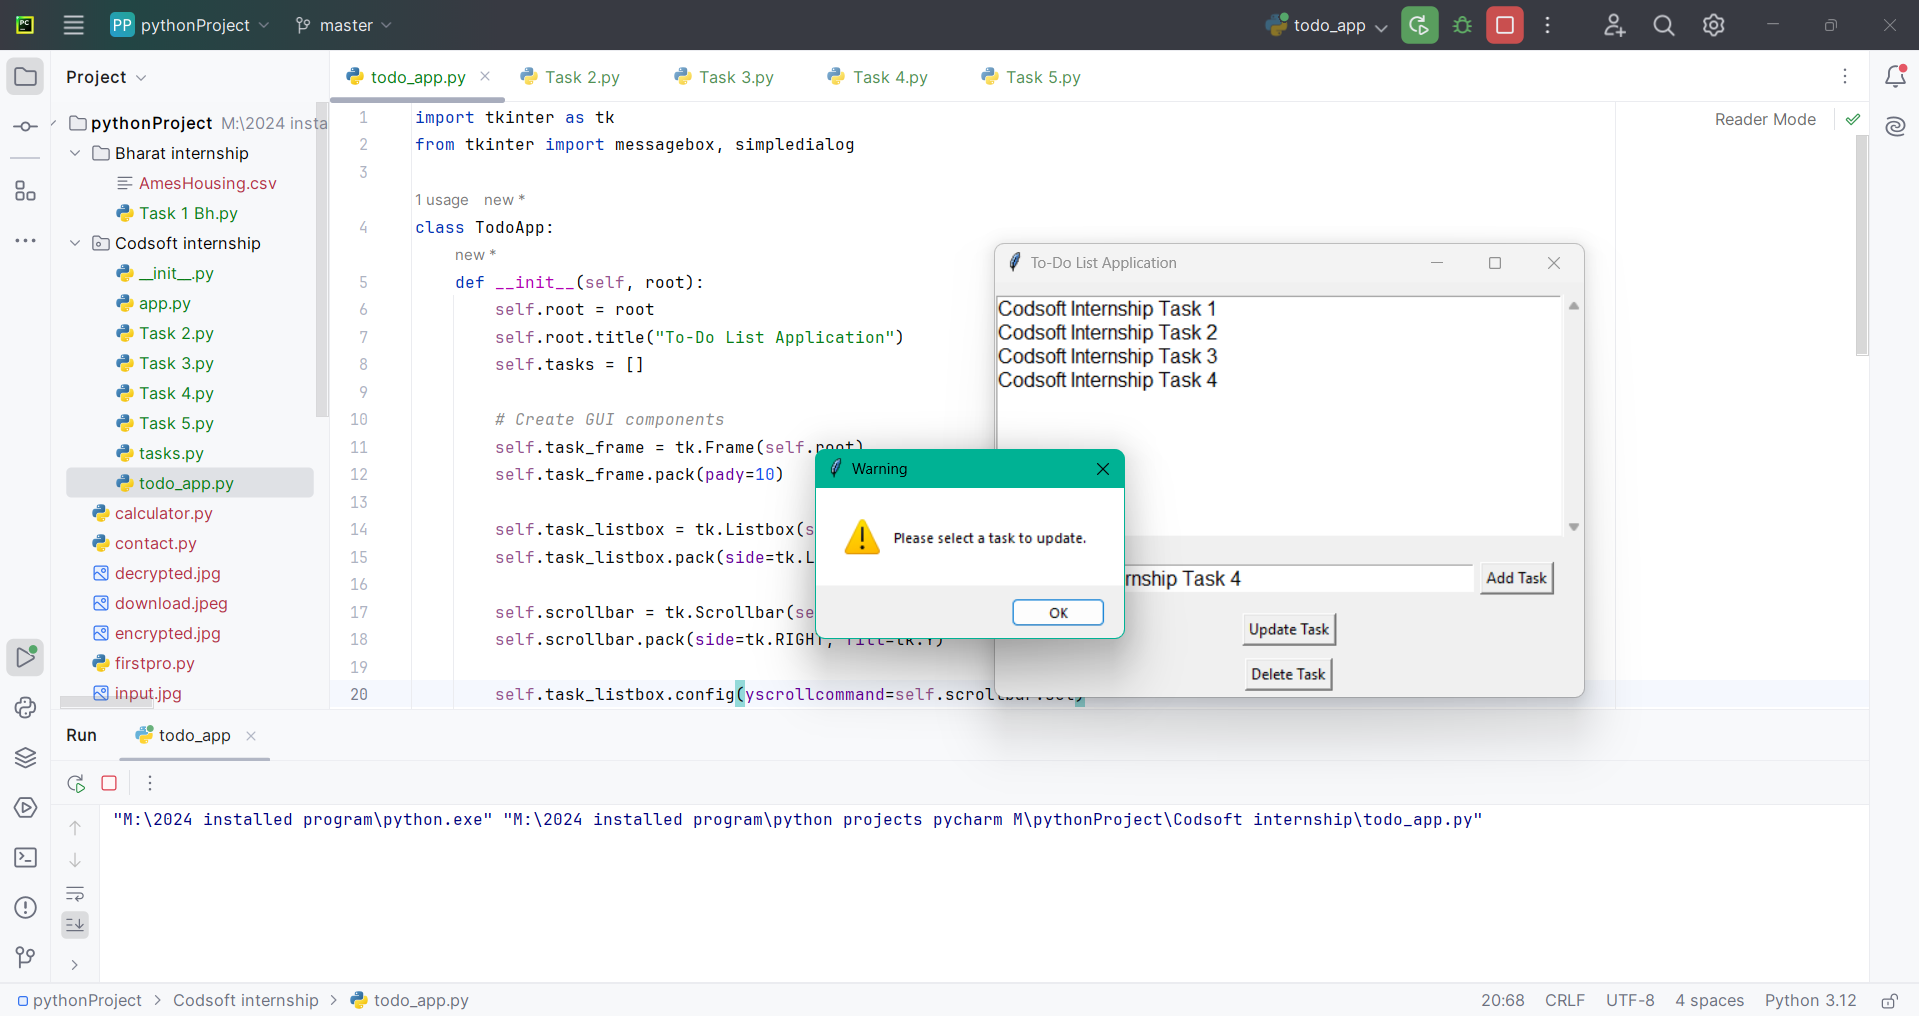 PC
PP pythonProject
master
todo_app
Project
todo_app.py
Task 2.py
Task 3.py
Task 4.py
Task 5.py
pythonProject M:\2024 insta
Bharat internship
AmesHousing.csv
Task 1 Bh.py
Codsoft internship
__init__.py
app.py
Task 2.py
Task 3.py
Task 4.py
Task 5.py
tasks.py
todo_app.py
calculator.py
contact.py
decrypted.jpg
download.jpeg
encrypted.jpg
firstpro.py
input.jpg
Reader Mode
1 import tkinter as tk
2 from tkinter import messagebox, simpledialog
3
1 usage new *
4 class TodoApp:
new *
5 def __init__(self, root):
6 self.root = root
7 self.root.title("To-Do List Application")
8 self.tasks = []
9
10 # Create GUI components
11 self.task_frame = tk.Frame(self.root)
12 self.task_frame.pack(pady=10)
13
14 self.task_listbox = tk.Listbox(s
15 self.task_listbox.pack(side=tk.L
16
17 self.scrollbar = tk.Scrollbar(se
18 self.scrollbar.pack(side=tk.RIGHT, fill=tk.Y)
19
20 self.task_listbox.config(yscrollcommand=self.scrollbar.set)
To-Do List Application
Codsoft Internship Task 1
Codsoft Internship Task 2
Codsoft Internship Task 3
Codsoft Internship Task 4
rnship Task 4
Add Task
Update Task
Delete Task
Warning
Please select a task to update.
OK
Run
todo_app
"M:\2024 installed program\python.exe" "M:\2024 installed program\python projects pycharm M\pythonProject\Codsoft internship\todo_app.py"
pythonProject > Codsoft internship > todo_app.py
20:68 CRLF UTF-8 4 spaces Python 3.12